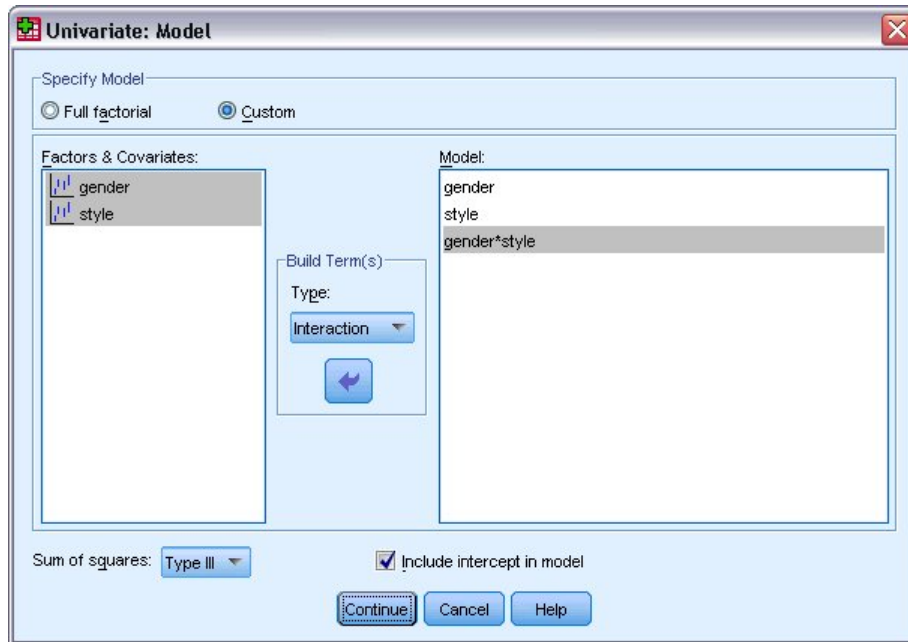 Univariate: Model
Specify Model
Full factorial
Custom
Factors & Covariates:
gender
style
Build Term(s)
Type:
Interaction
Model:
gender
style
gender*style
Sum of squares: Type III
Include intercept in model
Continue Cancel Help